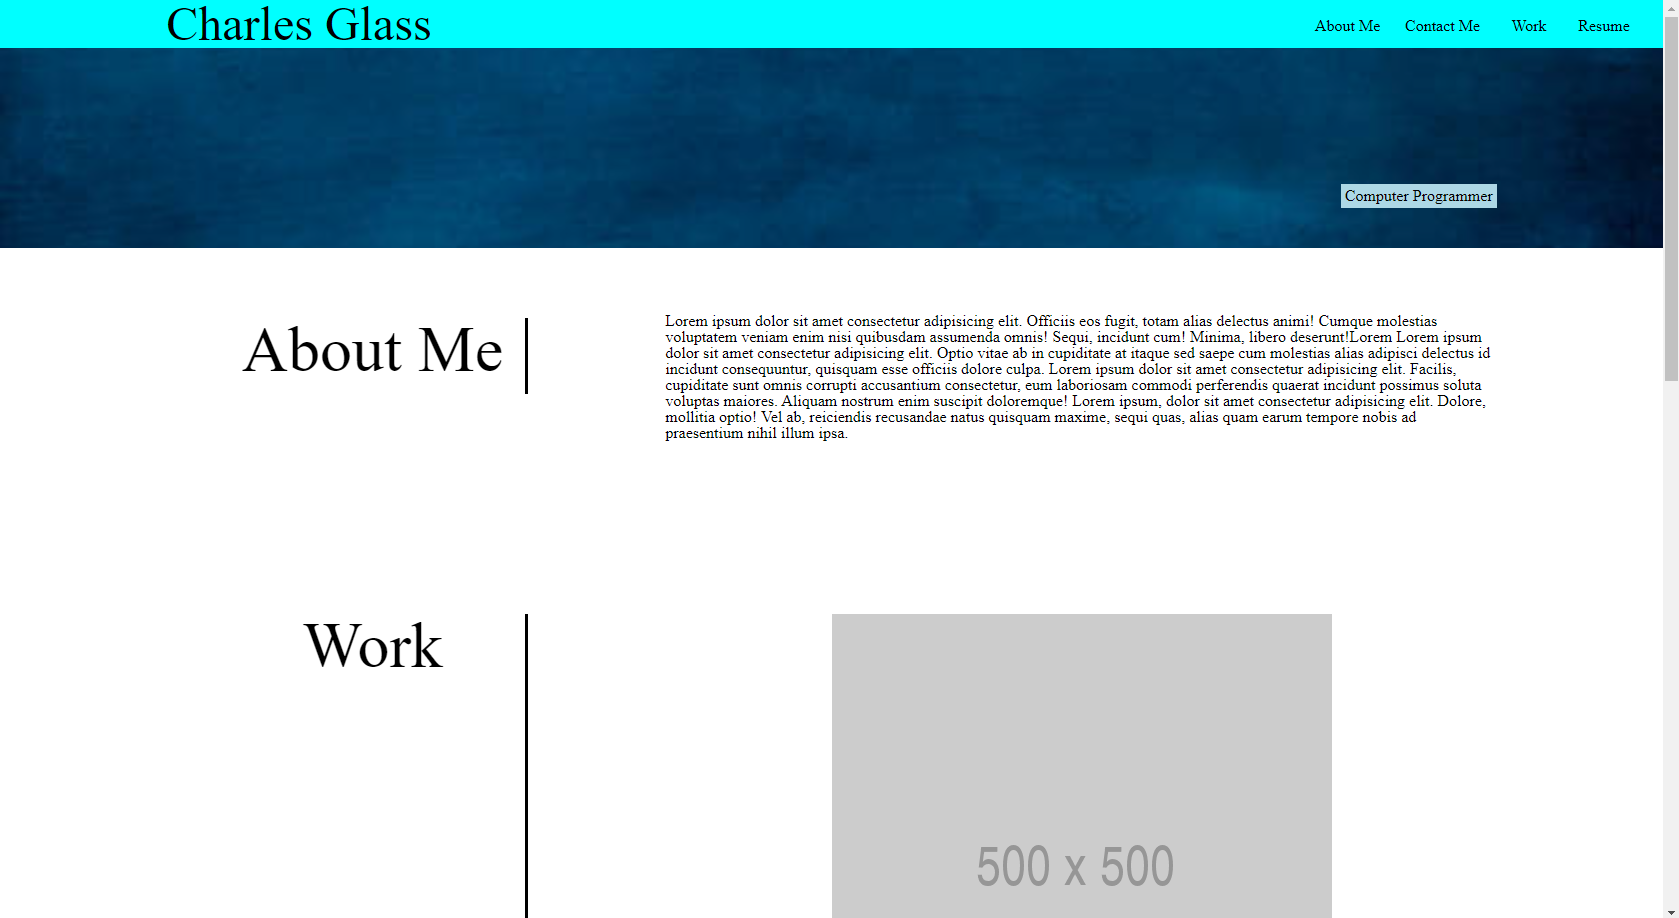 Charles Glass
About Me Contact Me Work Resume
Computer Programmer
About Me
Lorem ipsum dolor sit amet consectetur adipisicing elit. Officiis eos fugit, totam alias delectus animi! Cumque molestias
voluptatem veniam enim nisi quibusdam assumenda omnis! Sequi, incidunt cum! Minima, libero deserunt!Lorem Lorem ipsum
dolor sit amet consectetur adipisicing elit. Optio vitae ab in cupiditate at itaque sed saepe cum molestias alias adipisci delectus id
incidunt consequuntur, quisquam esse officiis dolore culpa. Lorem ipsum dolor sit amet consectetur adipisicing elit. Facilis,
cupiditate sunt omnis corrupti accusantium consectetur, eum laboriosam commodi perferendis quaerat incidunt possimus soluta
voluptas maiores. Aliquam nostrum enim suscipit doloremque! Lorem ipsum, dolor sit amet consectetur adipisicing elit. Dolore,
mollitia optio! Vel ab, reiciendis recusandae natus quisquam maxime, sequi quas, alias quam earum tempore nobis ad
praesentium nihil illum ipsa.
Work
500 x 500